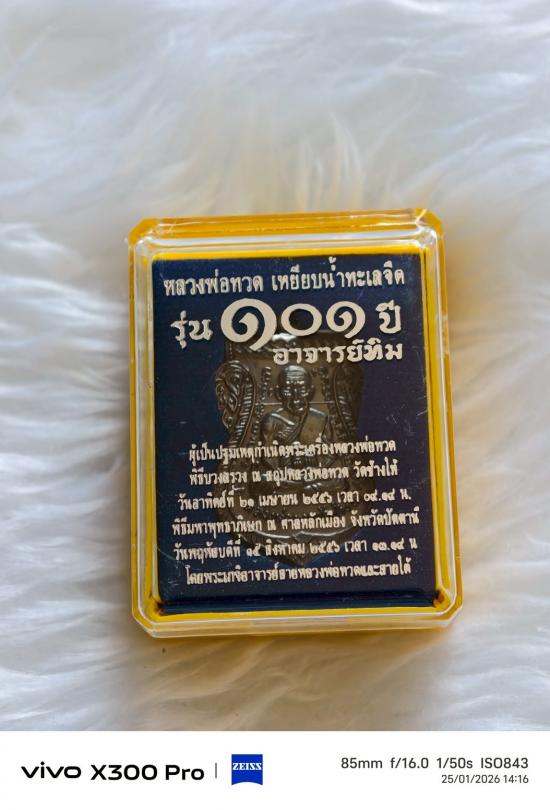 หลวงพ่อทวด เหยียบน้ำทะเลจืด
รุ่น ๑๐๑ ปี
อาจารย์ทิม
ผู้เป็นปฐมเหตุกำเนิดพระเครื่องหลวงพ่อทวด
พิธีบวงสรวง ณ สถูปหลวงพ่อทวด วัดช้างให้
วันอาทิตย์ที่ ๒๑ เมษายน ๒๕๕๖ เวลา ๐๙.๑๙ น.
พิธีมหาพุทธาภิเษก ณ ศาลหลักเมือง จังหวัดปัตตานี
วันพฤหัสบดีที่ ๑๕ สิงหาคม ๒๕๕๖ เวลา ๑๓.๑๙ น
โดยพระเกจิอาจารย์สายหลวงพ่อทวดและสายใต้
vivo X300 Pro
ZEISS
85mm f/16.0 1/50s ISO843
25/01/2026 14:16